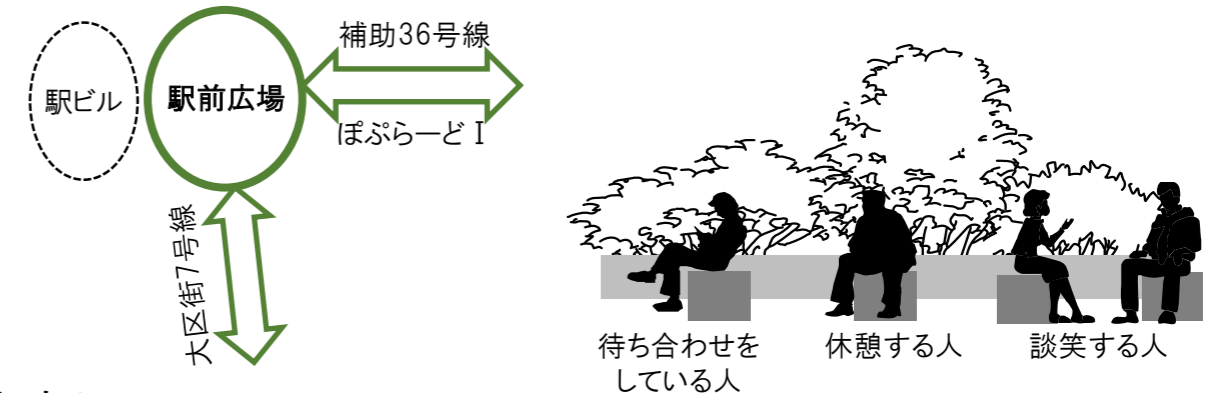 補助36号線
駅ビル
駅前広場
ぽぷらーどⅠ
大区街7号線
待ち合わせを
している人
休憩する人
談笑する人